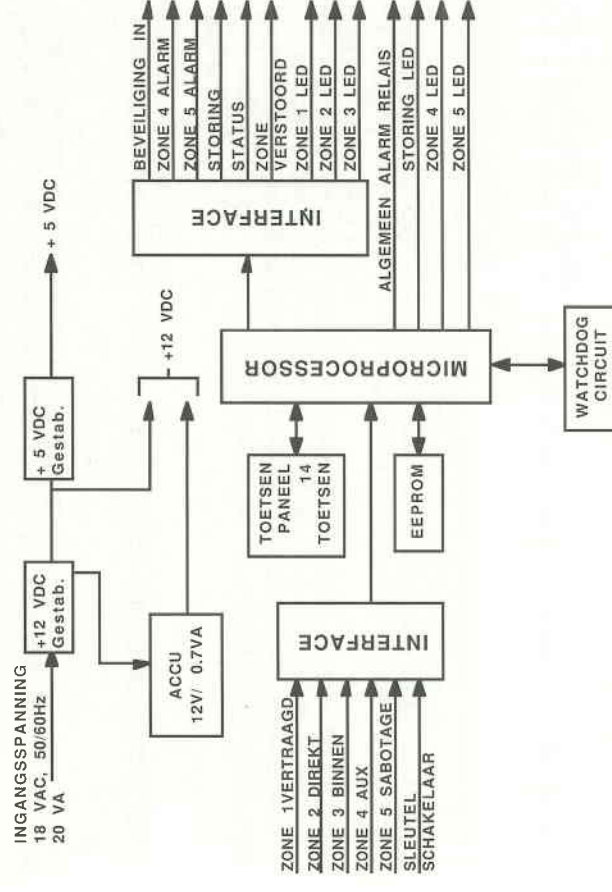 INGANGSSPANNING
18 VAC, 50/60Hz
20 VA
+12 VDC
Gestab.
+ 5 VDC
Gestab.
+ 5 VDC
ACCU
12V/ 0.7VA
+12 VDC
ZONE 1VERTRAAGD
ZONE 2 DIREKT
ZONE 3 BINNEN
ZONE 4 AUX
ZONE 5 SABOTAGE
SLEUTEL
SCHAKELAAR
INTERFACE
TOETSEN
PANEEL 14
TOETSEN
EEPROM
MICROPROCESSOR
WATCHDOG
CIRCUIT
INTERFACE
BEVEILIGING IN
ZONE 4 ALARM
ZONE 5 ALARM
STORING
STATUS
ZONE
VERSTOORD
ZONE 1 LED
ZONE 2 LED
ZONE 3 LED
ALGEMEEN ALARM RELAIS
STORING LED
ZONE 4 LED
ZONE 5 LED